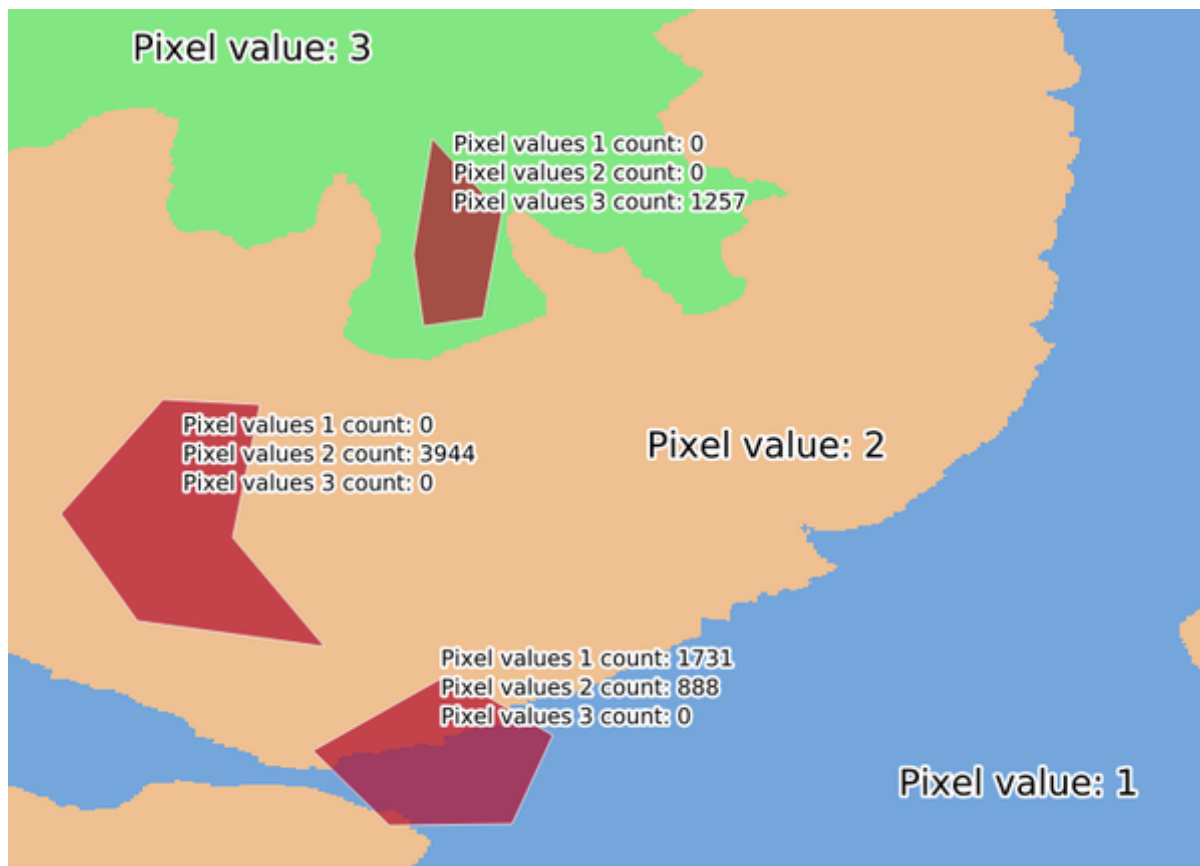 Pixel value: 3
Pixel values 1 count: 0
Pixel values 2 count: 0
Pixel values 3 count: 1257
Pixel values 1 count: 0
Pixel values 2 count: 3944
Pixel values 3 count: 0
Pixel value: 2
Pixel values 1 count: 1731
Pixel values 2 count: 888
Pixel values 3 count: 0
Pixel value: 1